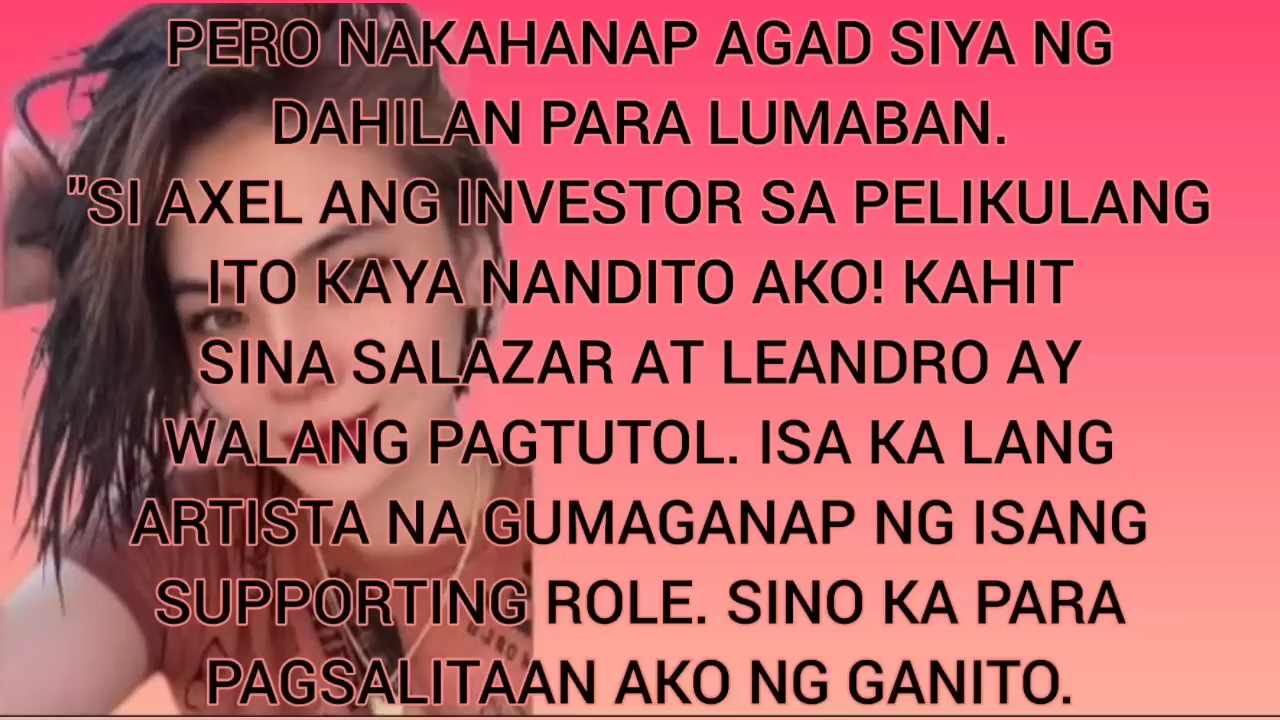 PERO NAKAHANAP AGAD SIYA NG
DAHILAN PARA LUMABAN.
"SI AXEL ANG INVESTOR SA PELIKULANG
ITO KAYA NANDITO AKO! KAHIT
SINA SALAZAR AT LEANDRO AY
WALANG PAGTUTOL. ISA KA LANG
ARTISTA NA GUMAGANAP NG ISANG
SUPPORTING ROLE. SINO KA PARA
PAGSALITAAN AKO NG GANITO.